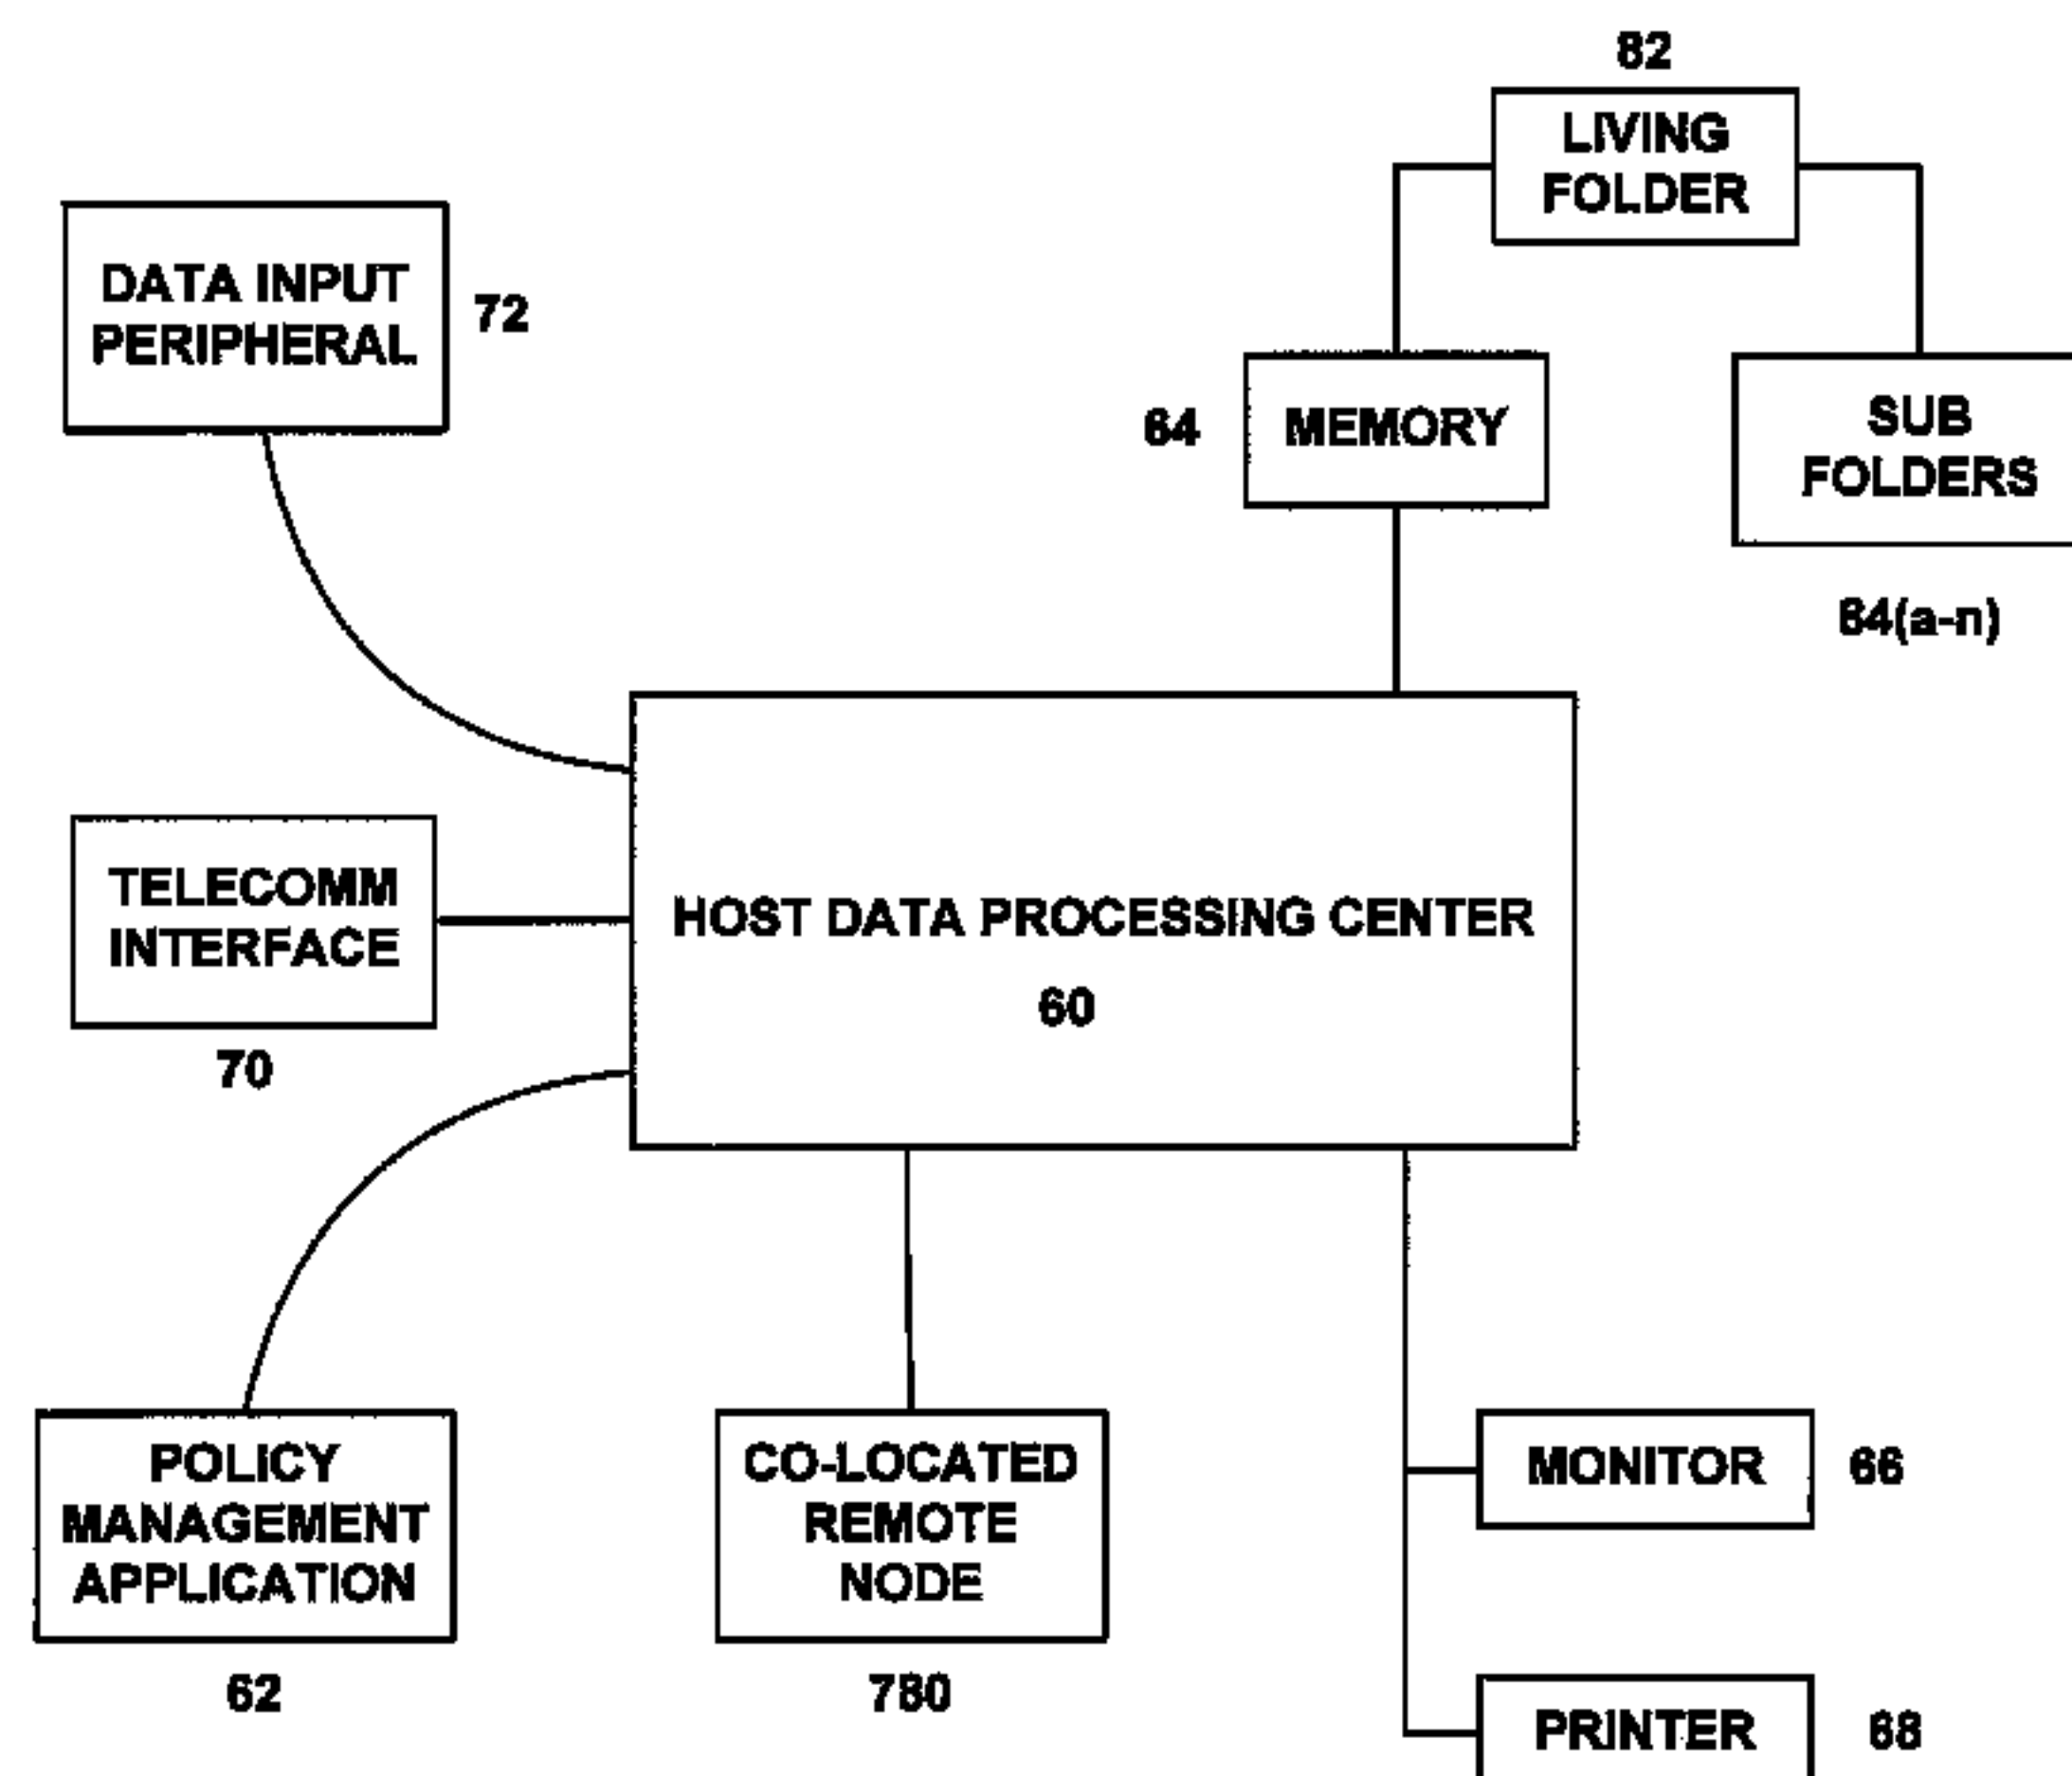 82
LIVING
FOLDER
DATA INPUT
PERIPHERAL
72
64
MEMORY
SUB
FOLDERS
84(a-n)
TELECOMM
INTERFACE
70
HOST DATA PROCESSING CENTER
60
POLICY
MANAGEMENT
APPLICATION
62
CO-LOCATED
REMOTE
NODE
780
MONITOR
66
PRINTER
68